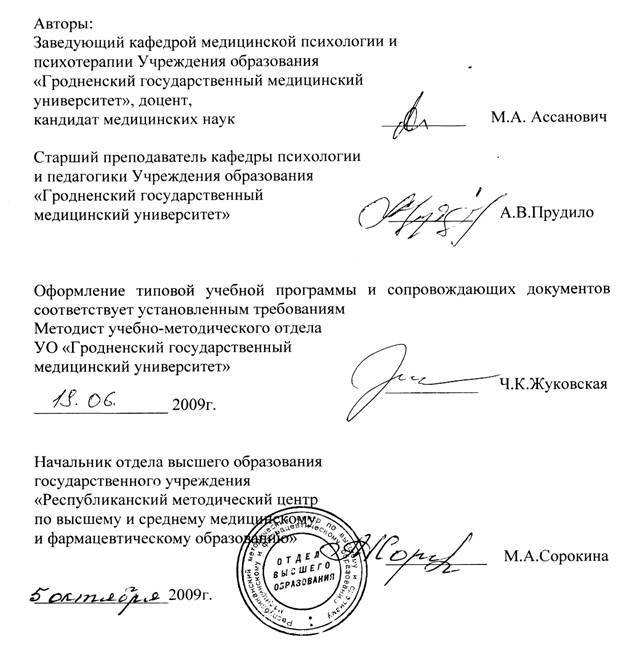 Авторы:
Заведующий кафедрой медицинской психологии и
психотерапии Учреждения образования
«Гродненский государственный медицинский
университет», доцент,
кандидат медицинских наук
М.А. Ассанович
Старший преподаватель кафедры психологии
и педагогики Учреждения образования
«Гродненский государственный
медицинский университет»
А.В.Прудило
Оформление типовой учебной программы и сопровождающих документов
соответствует установленным требованиям
Методист учебно-методического отдела
УО «Гродненский государственный
медицинский университет»
Ч.К.Жуковская
19.06. 2009г.
Начальник отдела высшего образования
государственного учреждения
«Республиканский методический центр
по высшему и среднему медицинскому
и фармацевтическому образованию»
М.А.Сорокина
ОТДЕЛ
ВЫСШЕГО
ОБРАЗОВАНИЯ
5 октября 2009г.